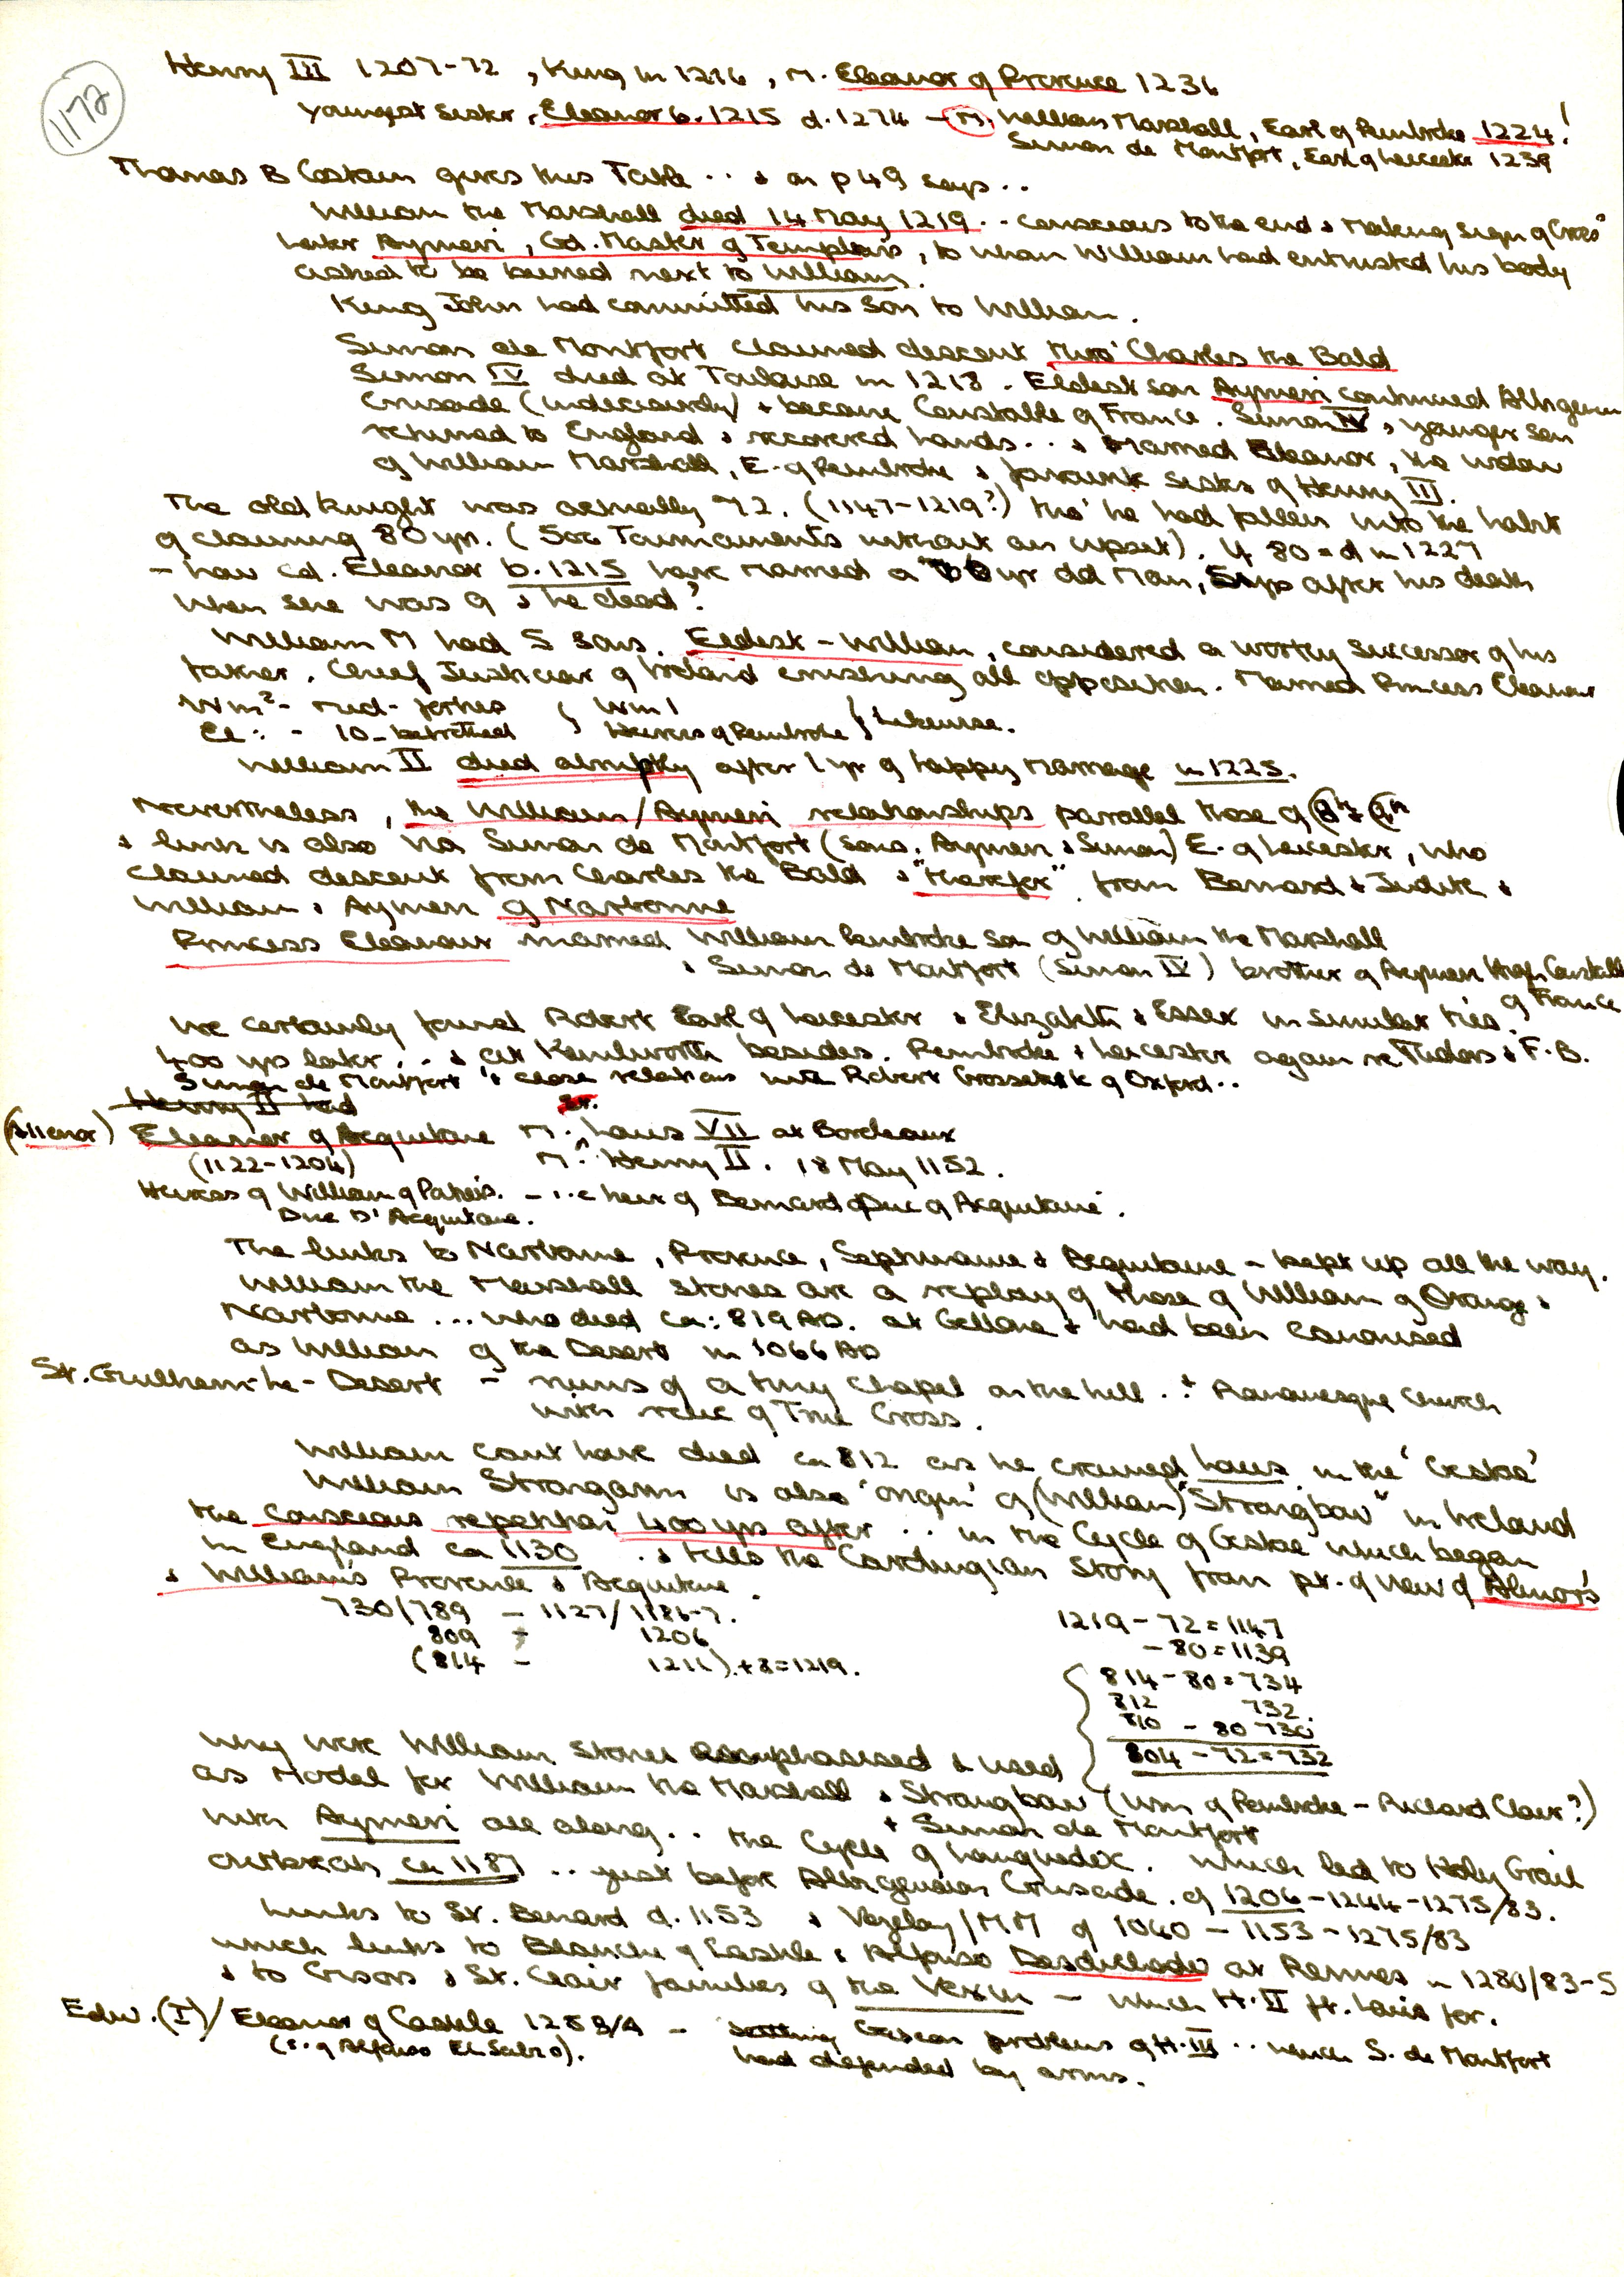 1172
Henry III 1207-72, King in 1216, M. Eleanor of Provence 1236
Youngest Sister, Eleanor b. 1215 d. 1274 - M. William Marshall, Earl of Pembroke 1224!
Simon de Montfort, Earl of Leicester 1239
Thomas B Costain gives this Table .. & on p 49 says ..
William the Marshall died 14 May 1219 .. conscious to the end & making sign of Cross"
Later Aymeri, Gd. Master of Templars, to whom William had entrusted his body
asked to be buried next to William.
King John had committed his son to William.
Simon de Montfort claimed descent thro' Charles the Bald
Simon IV died at Toulouse in 1218. Eldest son Aymeri continued Albigensian
Crusade (indecisively) & became Constable of France. Simon IV, younger son
returned to England & recovered lands ... & Married Eleanor, the widow
of William Marshall, E. of Pembroke & favourite sister of Henry III.
The old knight was actually 72. (1147-1219?) tho' he had fallen into the habit
of claiming 80 yrs. (500 Tournaments without an upset). If 80 = d in 1227
- how cd. Eleanor b. 1215 have married a yr old Man, 5 yrs after his death
when she was 9 & he dead?
William M had 5 sons. Eldest - William, considered a worthy successor of his
father. Chief Justiciar of Ireland crushing all opposition. Married Princess Eleanor
Wm² - mid-forties } Wm 1
El: - 10 - betrothed } Heiress of Pembroke } Likewise.
William II died abruptly after 1 yr of happy Marriage in 1225.
Nevertheless, the William/Aymeri relationships parallel those of 8th & 9th
& link is also via Simon de Montfort (sons, Aymeri & Simon) E. of Leicester, who
claimed descent from Charles the Bald & "therefor" from Bernard & Judith &
William & Aymeri of Narbonne
Princess Eleanour married William Pembroke son of William the Marshall
& Simon de Montfort (Simon IV) brother of Aymeri High Constable
of France
We certainly found Robert Earl of Leicester & Elizabeth & Essex in similar ties
400 yrs later .. & at Kenilworth besides. Pembroke & Leicester again re Tudors & F.B.
Simon de Montfort is close relations with Robert Grosseteste of Oxford ..
Henry II had
(Alienor) Eleanor of Acquitaine M. Louis VII at Bordeaux
(1122-1204) M. Henry II. 18 May 1152.
Heiress of William of Patiers. - i.e heir of Bernard Duc of Acquitaine.
Duc D'Acquitaine.
The links to Narbonne, Provence, Septimanie & Acquitaine - kept up all the way.
William the Marshall stories are a replay of those of William of Orange &
Narbonne ... who died ca: 819 AD. at Gellone & had been canonised
as William of the Desert in 1066 AD
St. Guilhem-le-Desert - ruins of a tiny chapel on the hill .. + Romanesque Church
with relic of True Cross.
William cant have died ca 812 as he crowned Louis in the 'Gestae'
William Strongarm is also 'origin' of (William) "Strongbow" in Ireland
the conscious repetition 400 yrs after .. in the Cycle of Gestae which began
in England ca 1130 .. & tells the Carolingian Story from pt. of view of Alienor's
& William's Provence & Acquitaine.
730/789 - 1127/1186-7.
809 - 1206
(814 - 1211) + 8 = 1219.
1219 - 72 = 1147
- 80 = 1139
814 - 80 = 734
812 732.
810 - 80 730
804 - 72 = 732
Why were William Stories emphasised & used
as Model for William the Marshall & Strongbow (Wm of Pembroke - Richard Clare?)
+ Simon de Montfort
with Aymeri all along .. the Cycle of Languedoc. which led to Holy Grail
outbreak ca 1187 .. just before Albigensian Crusade. of 1206-1244-1275/83.
Links to St. Bernard d. 1153 & Vezelay/M.M of 1040 - 1153 - 1275/83
which links to Blanche of Castile & Alfonso Desdichado at Rennes in 1280/83-5
& to Gisors & St. Clair families of the Vexin - which H. II ft. Louis for.
Edw. (I)/Eleanor of Castile 1253/4 - settling Gascon problems of H. III .. which S. de Montfort
(s. of Alfonso El Sabio). had defended by arms.